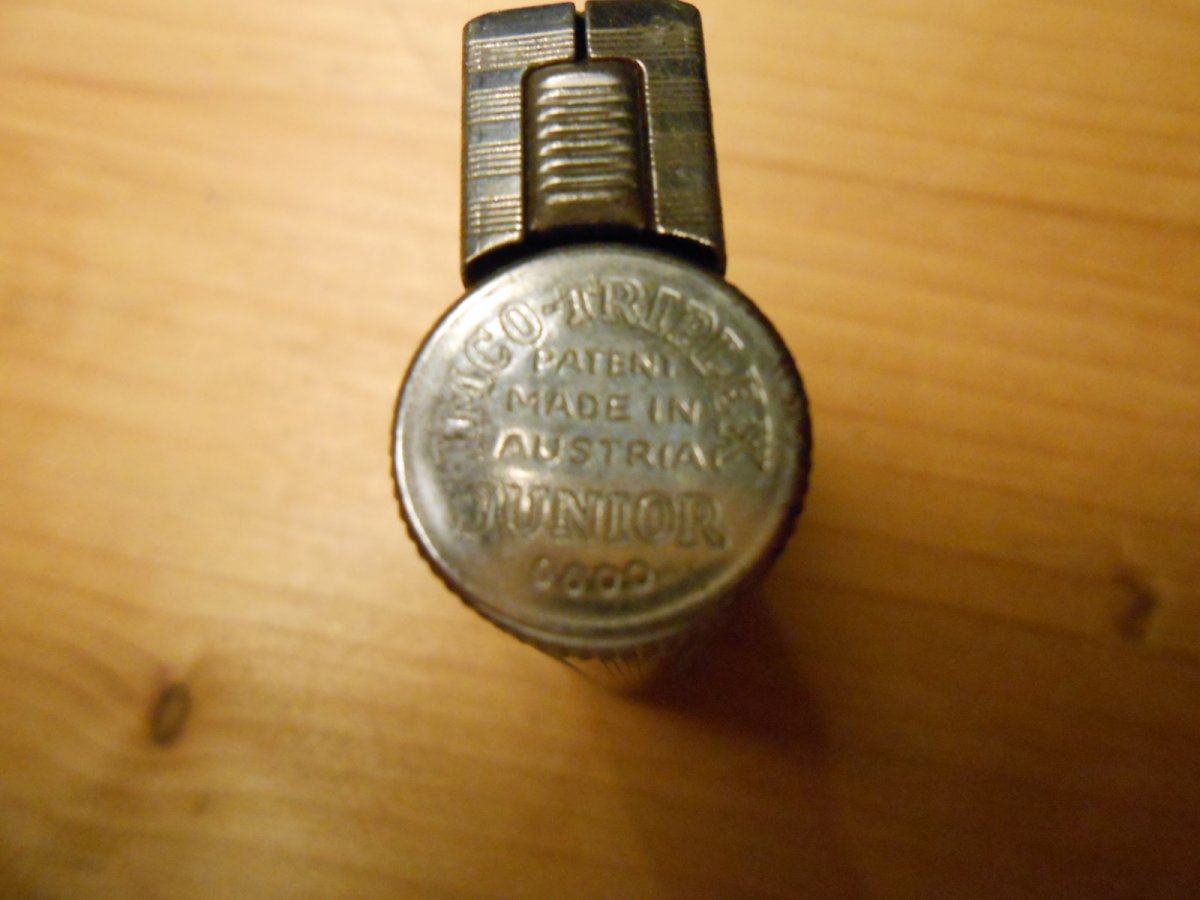 IMCO-TRIPLEX
PATENT
MADE IN
AUSTRIA
JUNIOR
6600